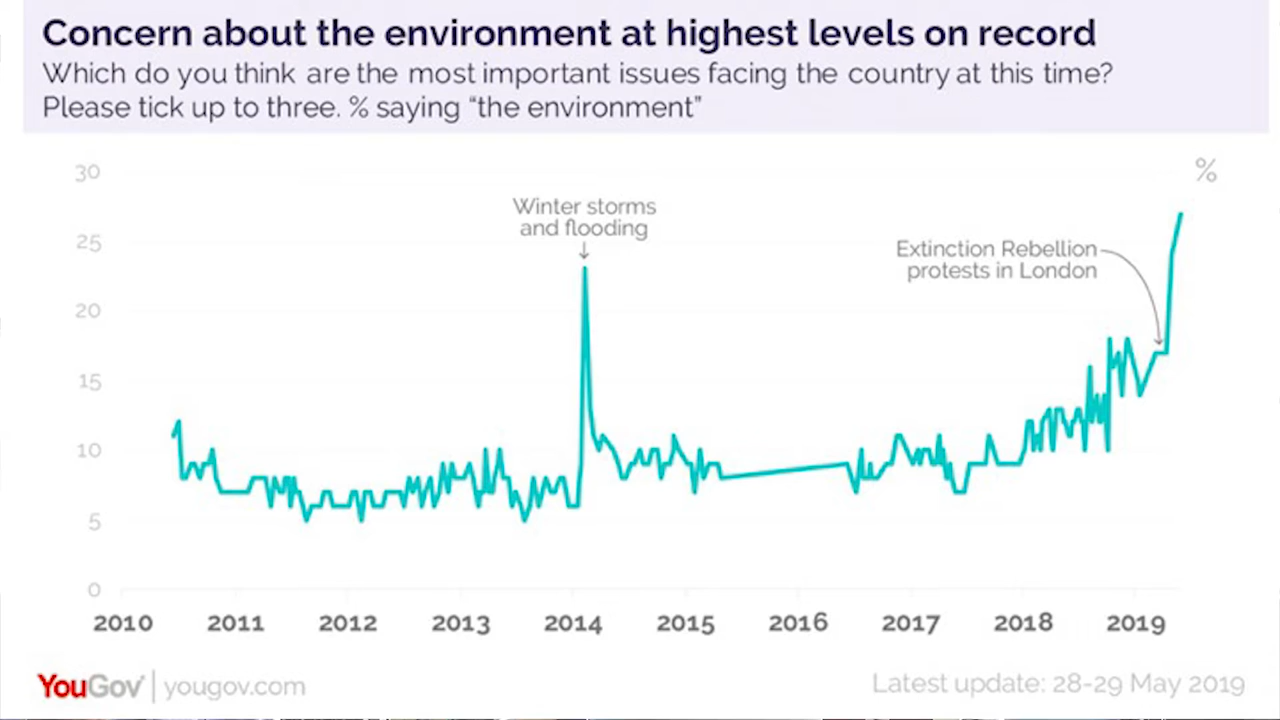 Concern about the environment at highest levels on record
Which do you think are the most important issues facing the country at this time?
Please tick up to three. % saying “the environment”
30
%
Winter storms
and flooding
25
Extinction Rebellion
protests in London
20
15
10
5
0
2010 2011 2012 2013 2014 2015 2016 2017 2018 2019
YouGov | yougov.com
Latest update: 28-29 May 2019